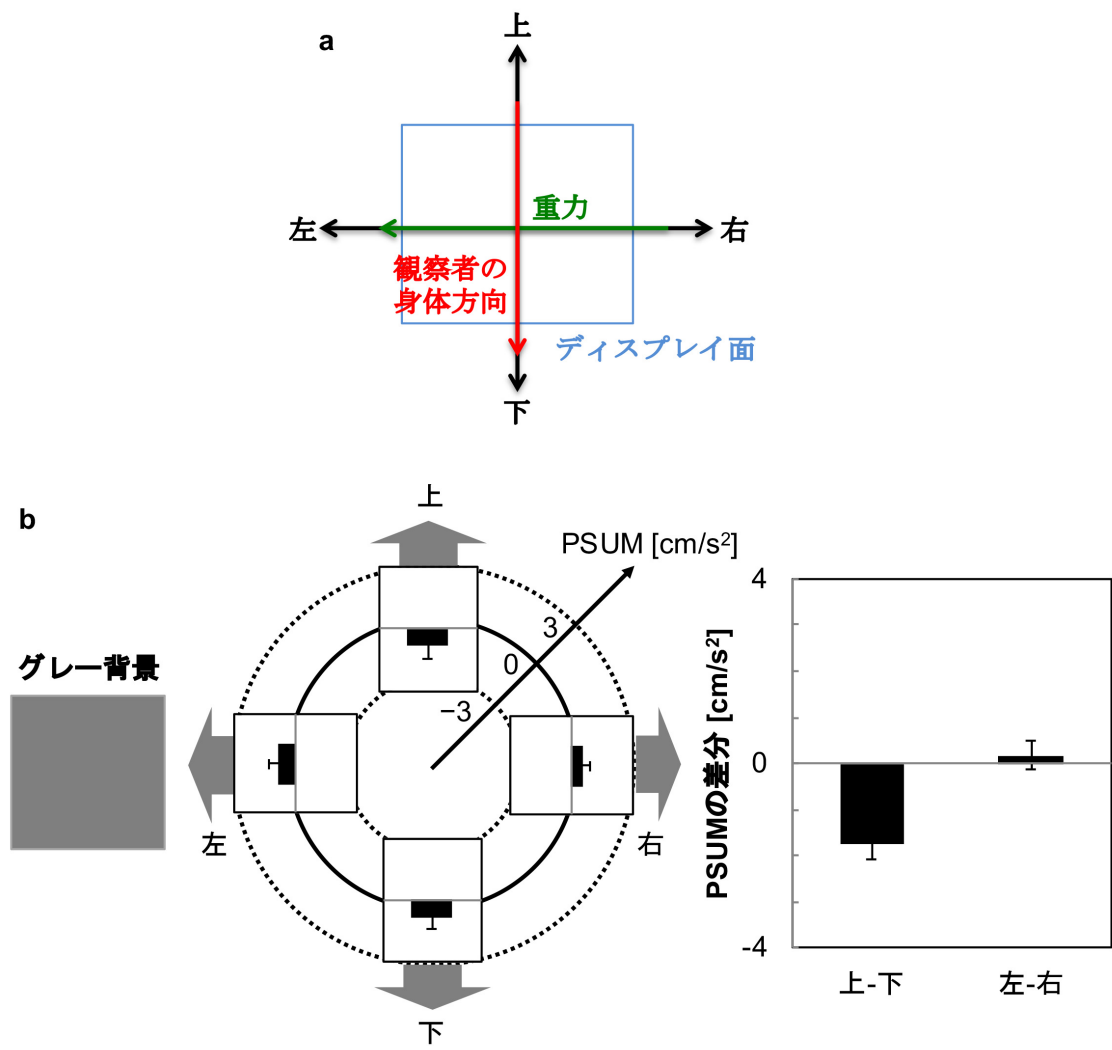 a
上
重力
左
右
観察者の
身体方向
ディスプレイ面
下
b
上
PSUM [cm/s²]
3
0
−3
グレー背景
左
右
下
PSUMの差分 [cm/s²]
4
0
-4
上-下
左-右